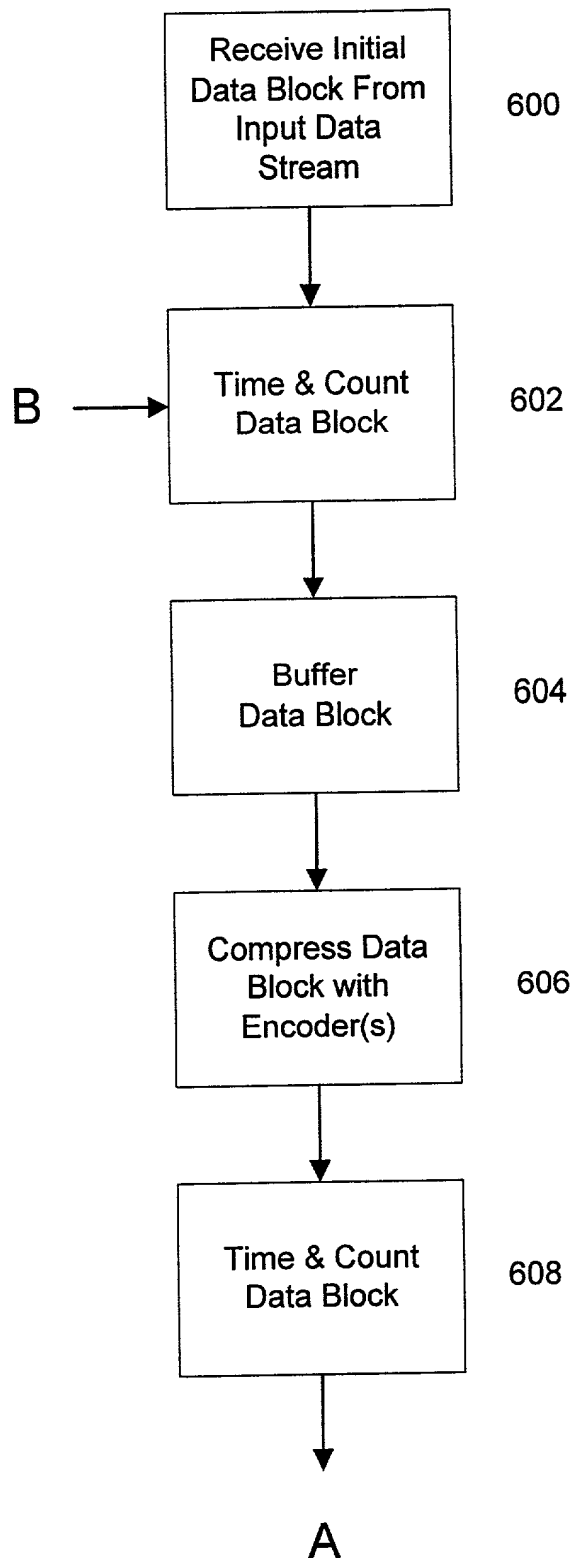 Receive Initial
Data Block From
Input Data
Stream
600
Time & Count
Data Block
602
B
Buffer
Data Block
604
Compress Data
Block with
Encoder(s)
606
Time & Count
Data Block
608
A